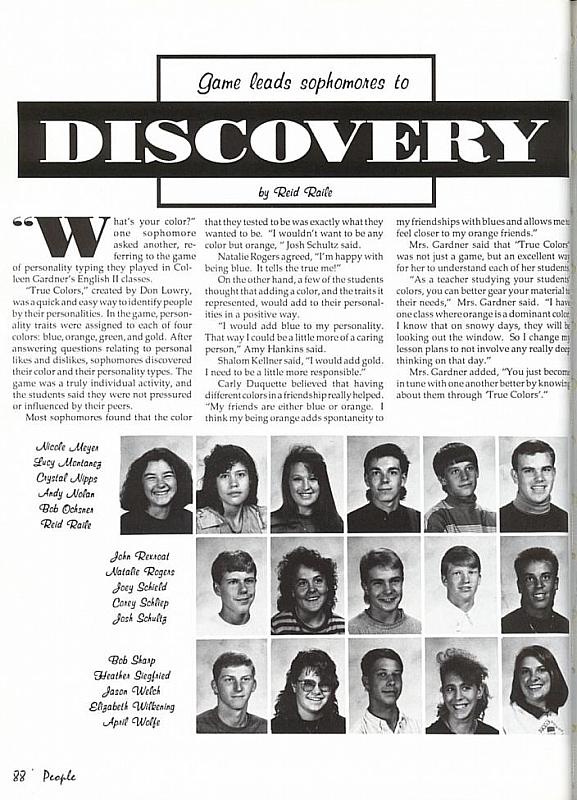 Game leads sophomores to
DISCOVERY
by Reid Raile
“What's your color?”
one sophomore
asked another, re-
ferring to the game
of personality typing they played in Col-
leen Gardner's English II classes.
"True Colors," created by Don Lowry,
was a quick and easy way to identify people
by their personalities. In the game, person-
ality traits were assigned to each of four
colors: blue, orange, green, and gold. After
answering questions relating to personal
likes and dislikes, sophomores discovered
their color and their personality types. The
game was a truly individual activity, and
the students said they were not pressured
or influenced by their peers.
Most sophomores found that the color
that they tested to be was exactly what they
wanted to be. "I wouldn't want to be any
color but orange, " Josh Schultz said.
Natalie Rogers agreed, "I'm happy with
being blue. It tells the true me!"
On the other hand, a few of the students
thought that adding a color, and the traits it
represented, would add to their personal-
ities in a positive way.
"I would add blue to my personality.
That way I could be a little more of a caring
person," Amy Hankins said.
Shalom Kellner said, "I would add gold.
I need to be a little more responsible."
Carly Duquette believed that having
different colors in a friendship really helped.
"My friends are either blue or orange. I
think my being orange adds spontaneity to
my friendships with blues and allows me
feel closer to my orange friends."
Mrs. Gardner said that "True Colors"
was not just a game, but an excellent way
for her to understand each of her students
"As a teacher studying your students
colors, you can better gear your material to
their needs," Mrs. Gardner said. "I have
one class where orange is a dominant color
I know that on snowy days, they will be
looking out the window. So I change my
lesson plans to not involve any really deep
thinking on that day."
Mrs. Gardner added, "You just become
in tune with one another better by knowing
about them through 'True Colors'."
Nicole Meyer
Lucy Montanez
Crystal Nipps
Andy Nolan
Bob Ochsner
Reid Raile
John Rexroat
Natalie Rogers
Joey Schield
Corey Schliep
Josh Schultz
Bob Sharp
Heather Siegfried
Jason Welch
Elizabeth Wilkening
April Wolfe
88 People